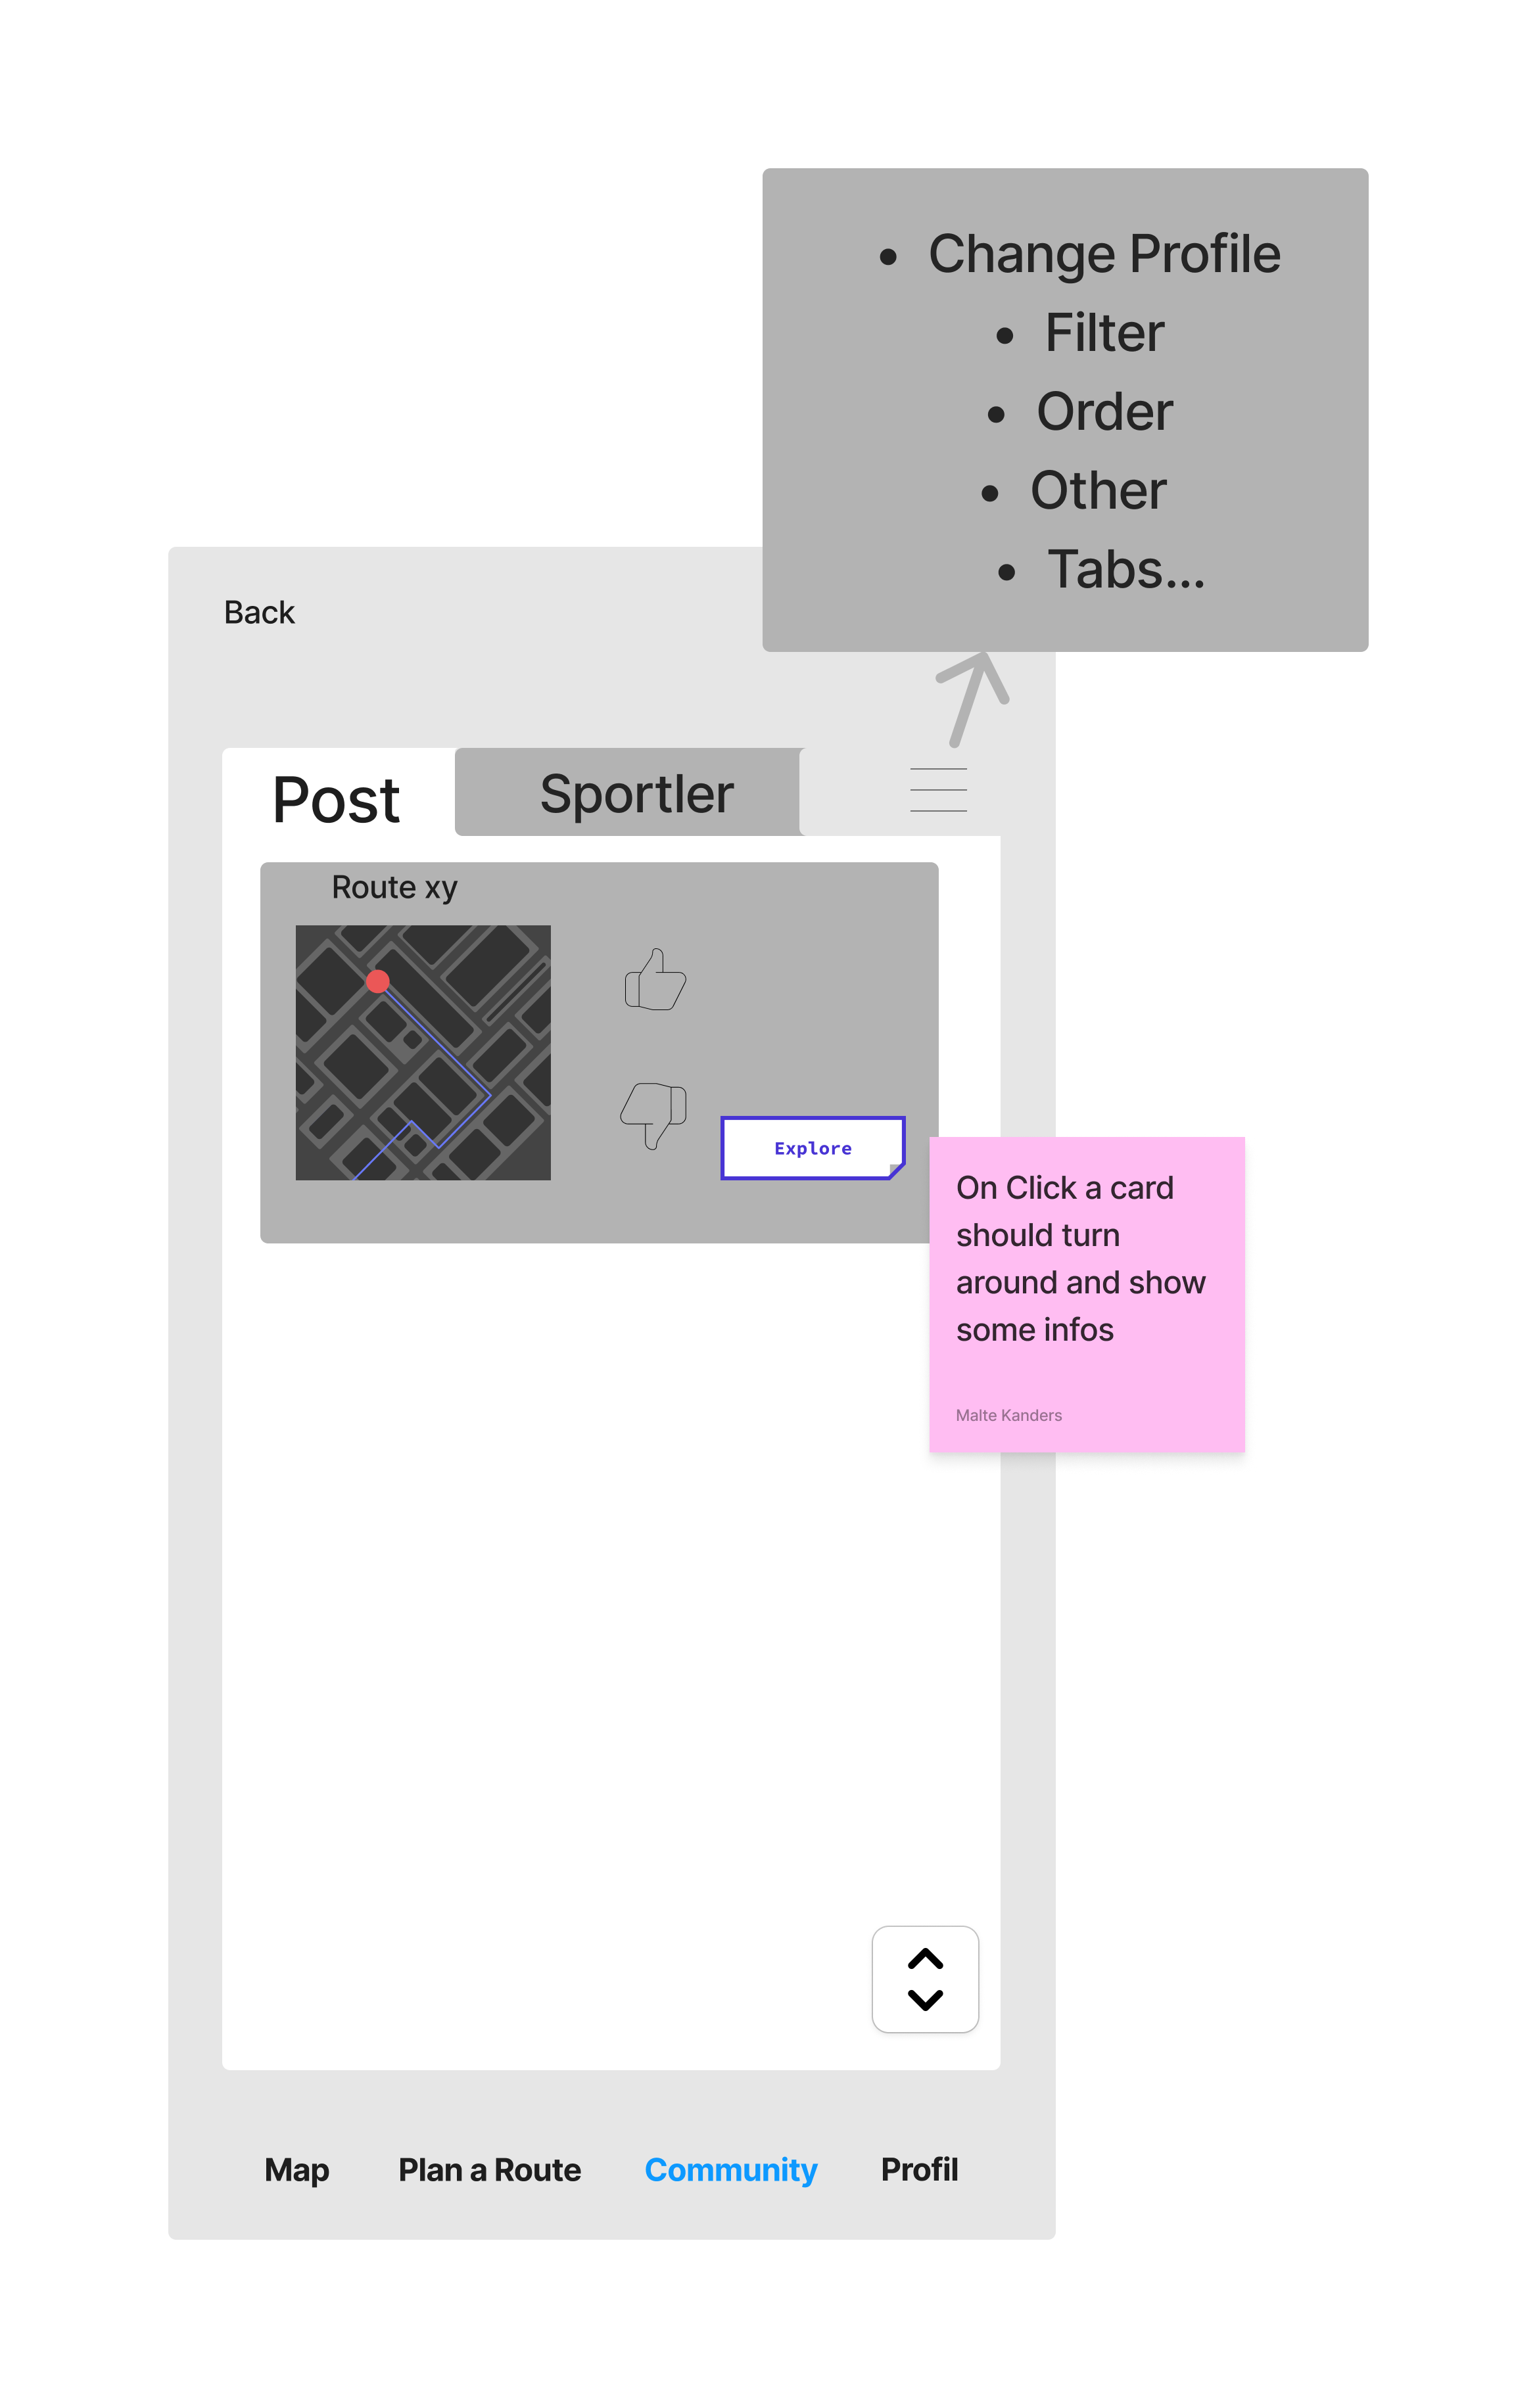 • Change Profile
• Filter
• Order
• Other
• Tabs...
Back
Post
Sportler
Route xy
Explore
On Click a card
should turn
around and show
some infos
Malte Kanders
Map
Plan a Route
Community
Profil